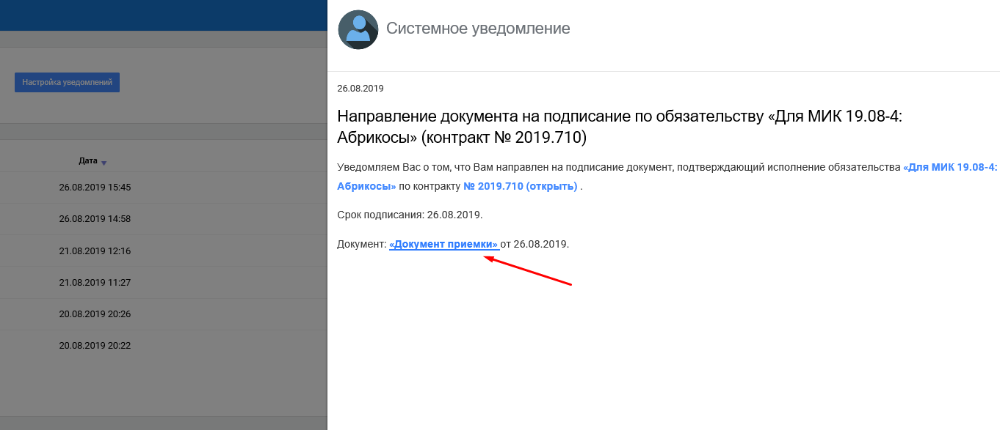 Системное уведомление
Настройка уведомлений
26.08.2019
Направление документа на подписание по обязательству «Для МИК 19.08-4:
Абрикосы» (контракт № 2019.710)
Уведомляем Вас о том, что Вам направлен на подписание документ, подтверждающий исполнение обязательства «Для МИК 19.08-4:
Абрикосы» по контракту № 2019.710 (открыть) .
Срок подписания: 26.08.2019.
Документ: «Документ приемки» от 26.08.2019.
Дата
26.08.2019 15:45
26.08.2019 14:58
21.08.2019 12:16
21.08.2019 11:27
20.08.2019 20:26
20.08.2019 20:22